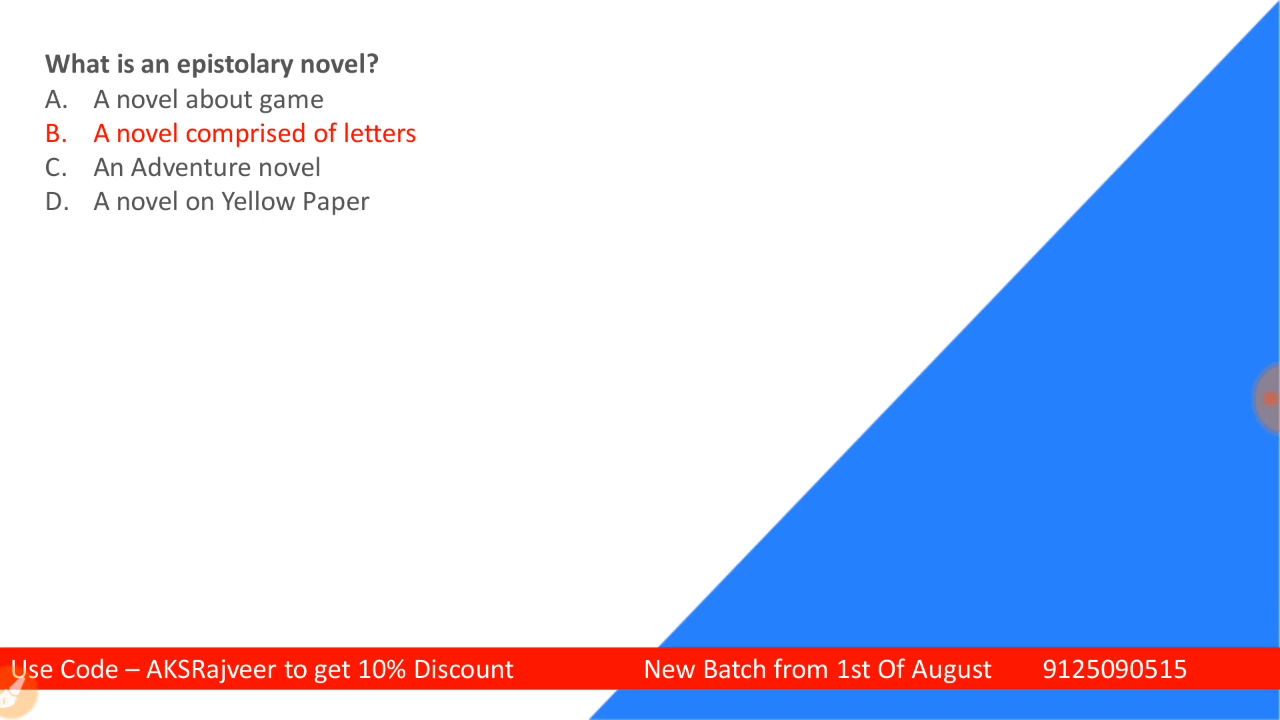 What is an epistolary novel?
A. A novel about game
B. A novel comprised of letters
C. An Adventure novel
D. A novel on Yellow Paper
Use Code – AKSRajveer to get 10% Discount New Batch from 1st Of August 9125090515